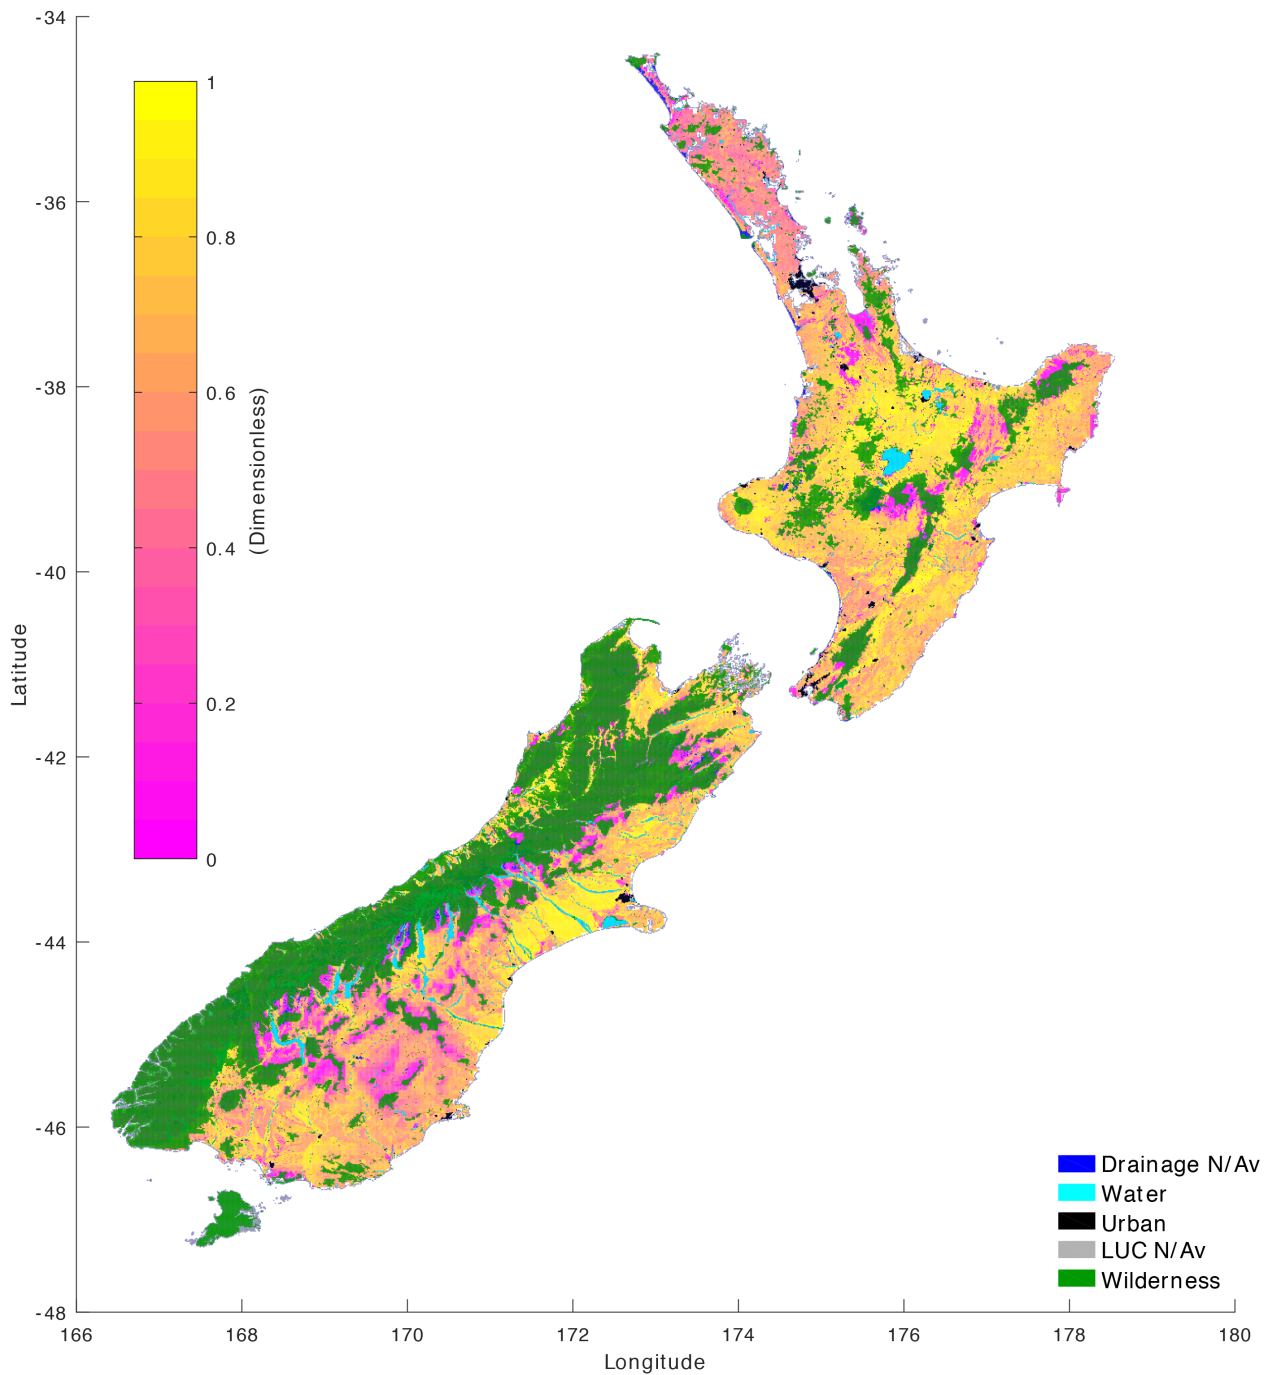 -34
-36
-38
-40
-42
-44
-46
-48
Latitude
1
0.8
0.6
0.4
0.2
0
(Dimensionless)
Drainage N/Av
Water
Urban
LUC N/Av
Wilderness
166 168 170 172 174 176 178 180
Longitude